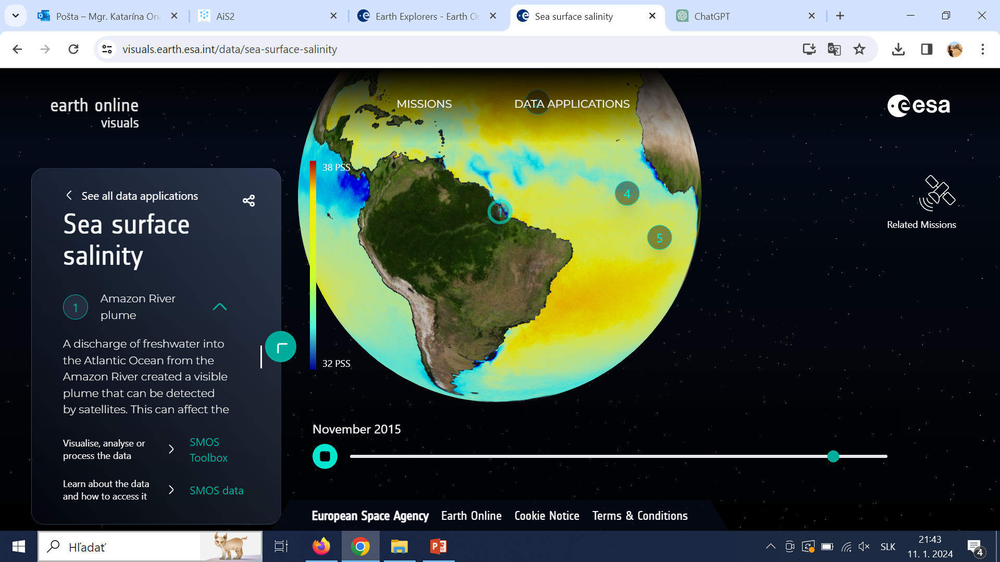 Pošta – Mgr. Katarína Ona
AiS2
Earth Explorers - Earth On
Sea surface salinity
ChatGPT
visuals.earth.esa.int/data/sea-surface-salinity
earth online
visuals
MISSIONS
DATA APPLICATIONS
esa
See all data applications
Sea surface
salinity
1
Amazon River
plume
A discharge of freshwater into
the Atlantic Ocean from the
Amazon River created a visible
plume that can be detected
by satellites. This can affect the
Visualise, analyse or
process the data
SMOS
Toolbox
Learn about the data
and how to access it
SMOS data
38 PSS
32 PSS
1
4
5
Related Missions
November 2015
European Space Agency
Earth Online
Cookie Notice
Terms & Conditions
Hľadať
SLK
21:43
11. 1. 2024
4